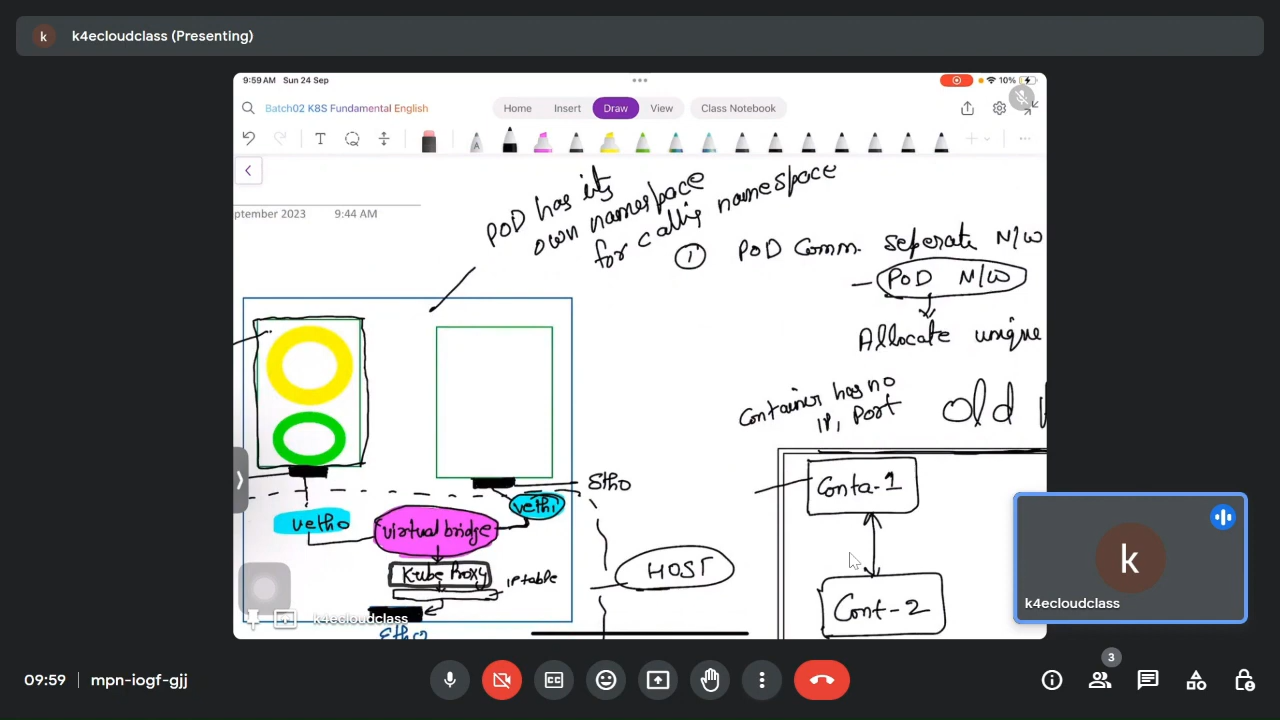 k
k4ecloudclass (Presenting)
9:59 AM Sun 24 Sep
10%
Batch02 K8S Fundamental English
Home Insert Draw View Class Notebook
T
A
ptember 2023 9:44 AM
POD has its
own namespace
for calling namespace
① POD Comm. seperate N/W
- POD N/W
Allocate unique
Container has no
IP, Port
old
Conta-1
Cont-2
Eth0
veth0
veth1
virtual bridge
Kube Proxy
IP table
HOST
k4ecloudclass
k
k4ecloudclass
09:59 mpn-iogf-gjj
3